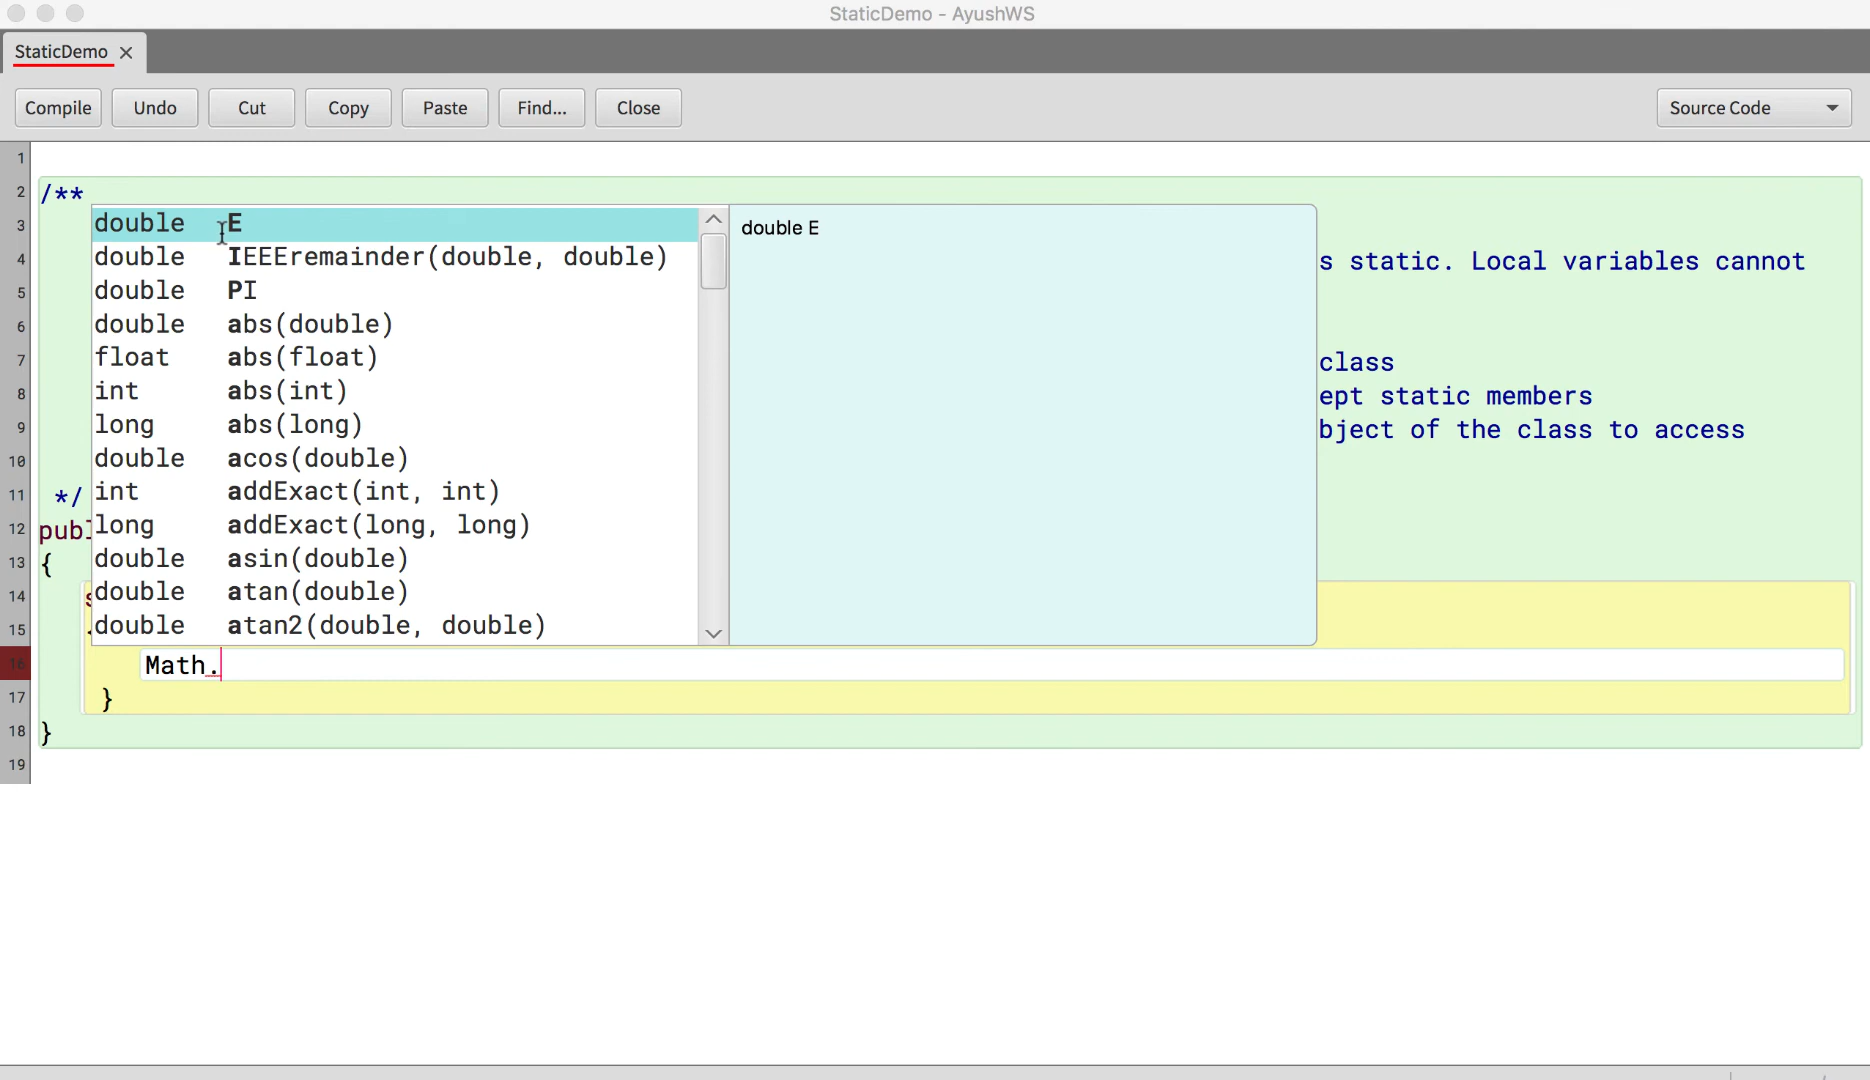 StaticDemo - AyushWS
StaticDemo
Compile Undo Cut Copy Paste Find... Close Source Code
1
2 /**
3 double E double E
4 double IEEEremainder(double, double) s static. Local variables cannot
5 double PI
6 double abs(double)
7 float abs(float) class
8 int abs(int) ept static members
9 long abs(long) bject of the class to access
10 double acos(double)
11 */ int addExact(int, int)
12 publ long addExact(long, long)
13 { double asin(double)
14 s double atan(double)
15 double atan2(double, double)
16 Math.
17 }
18 }
19